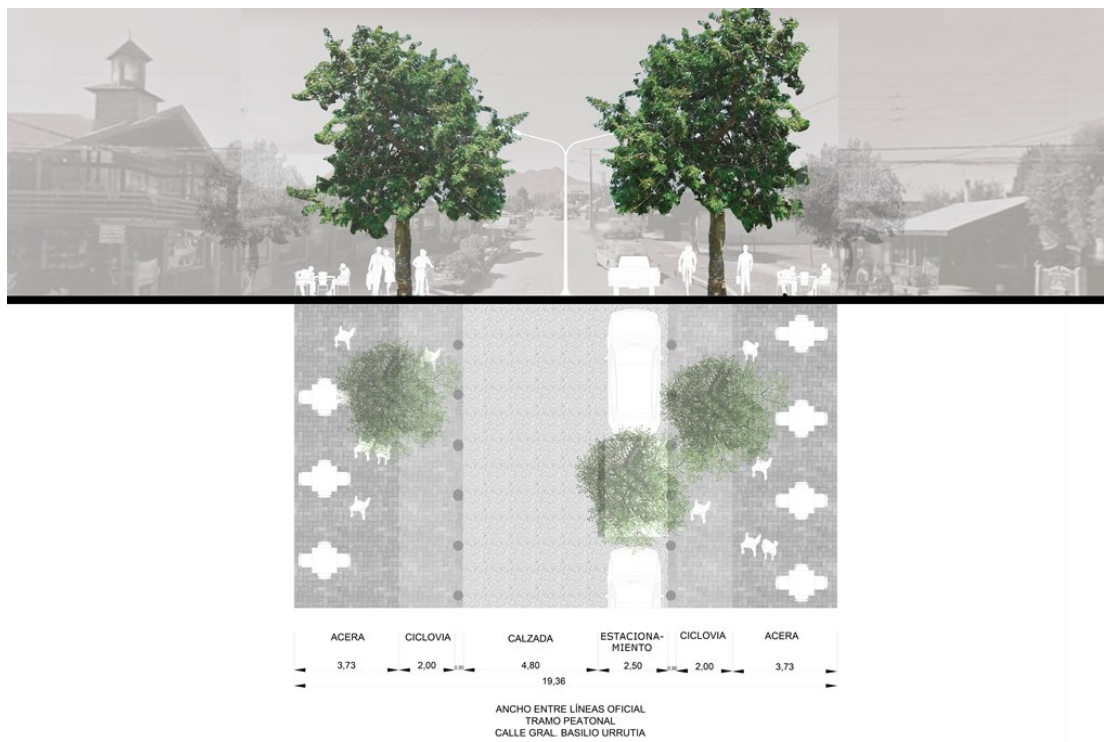 ACERA CICLOVIA CALZADA ESTACIONA- CICLOVIA ACERA
MIENTO
3,73 2,00 0,30 4,80 2,50 0,30 2,00 3,73
19,36
ANCHO ENTRE LÍNEAS OFICIAL
TRAMO PEATONAL
CALLE GRAL. BASILIO URRUTIA